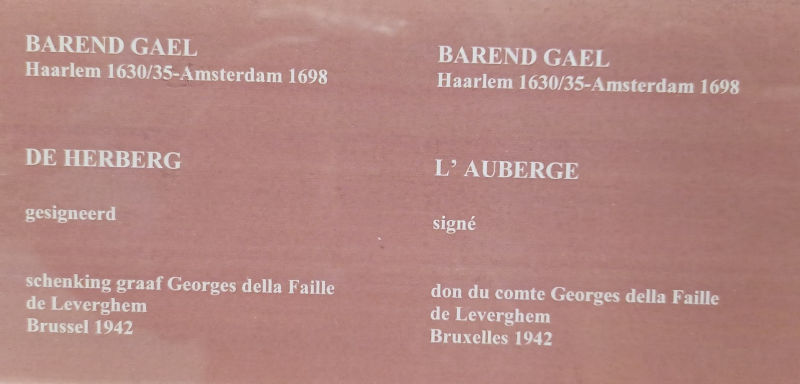 BAREND GAEL
Haarlem 1630/35-Amsterdam 1698
DE HERBERG
gesigneerd
schenking graaf Georges della Faille
de Leverghem
Brussel 1942
BAREND GAEL
Haarlem 1630/35-Amsterdam 1698
L' AUBERGE
signé
don du comte Georges della Faille
de Leverghem
Bruxelles 1942